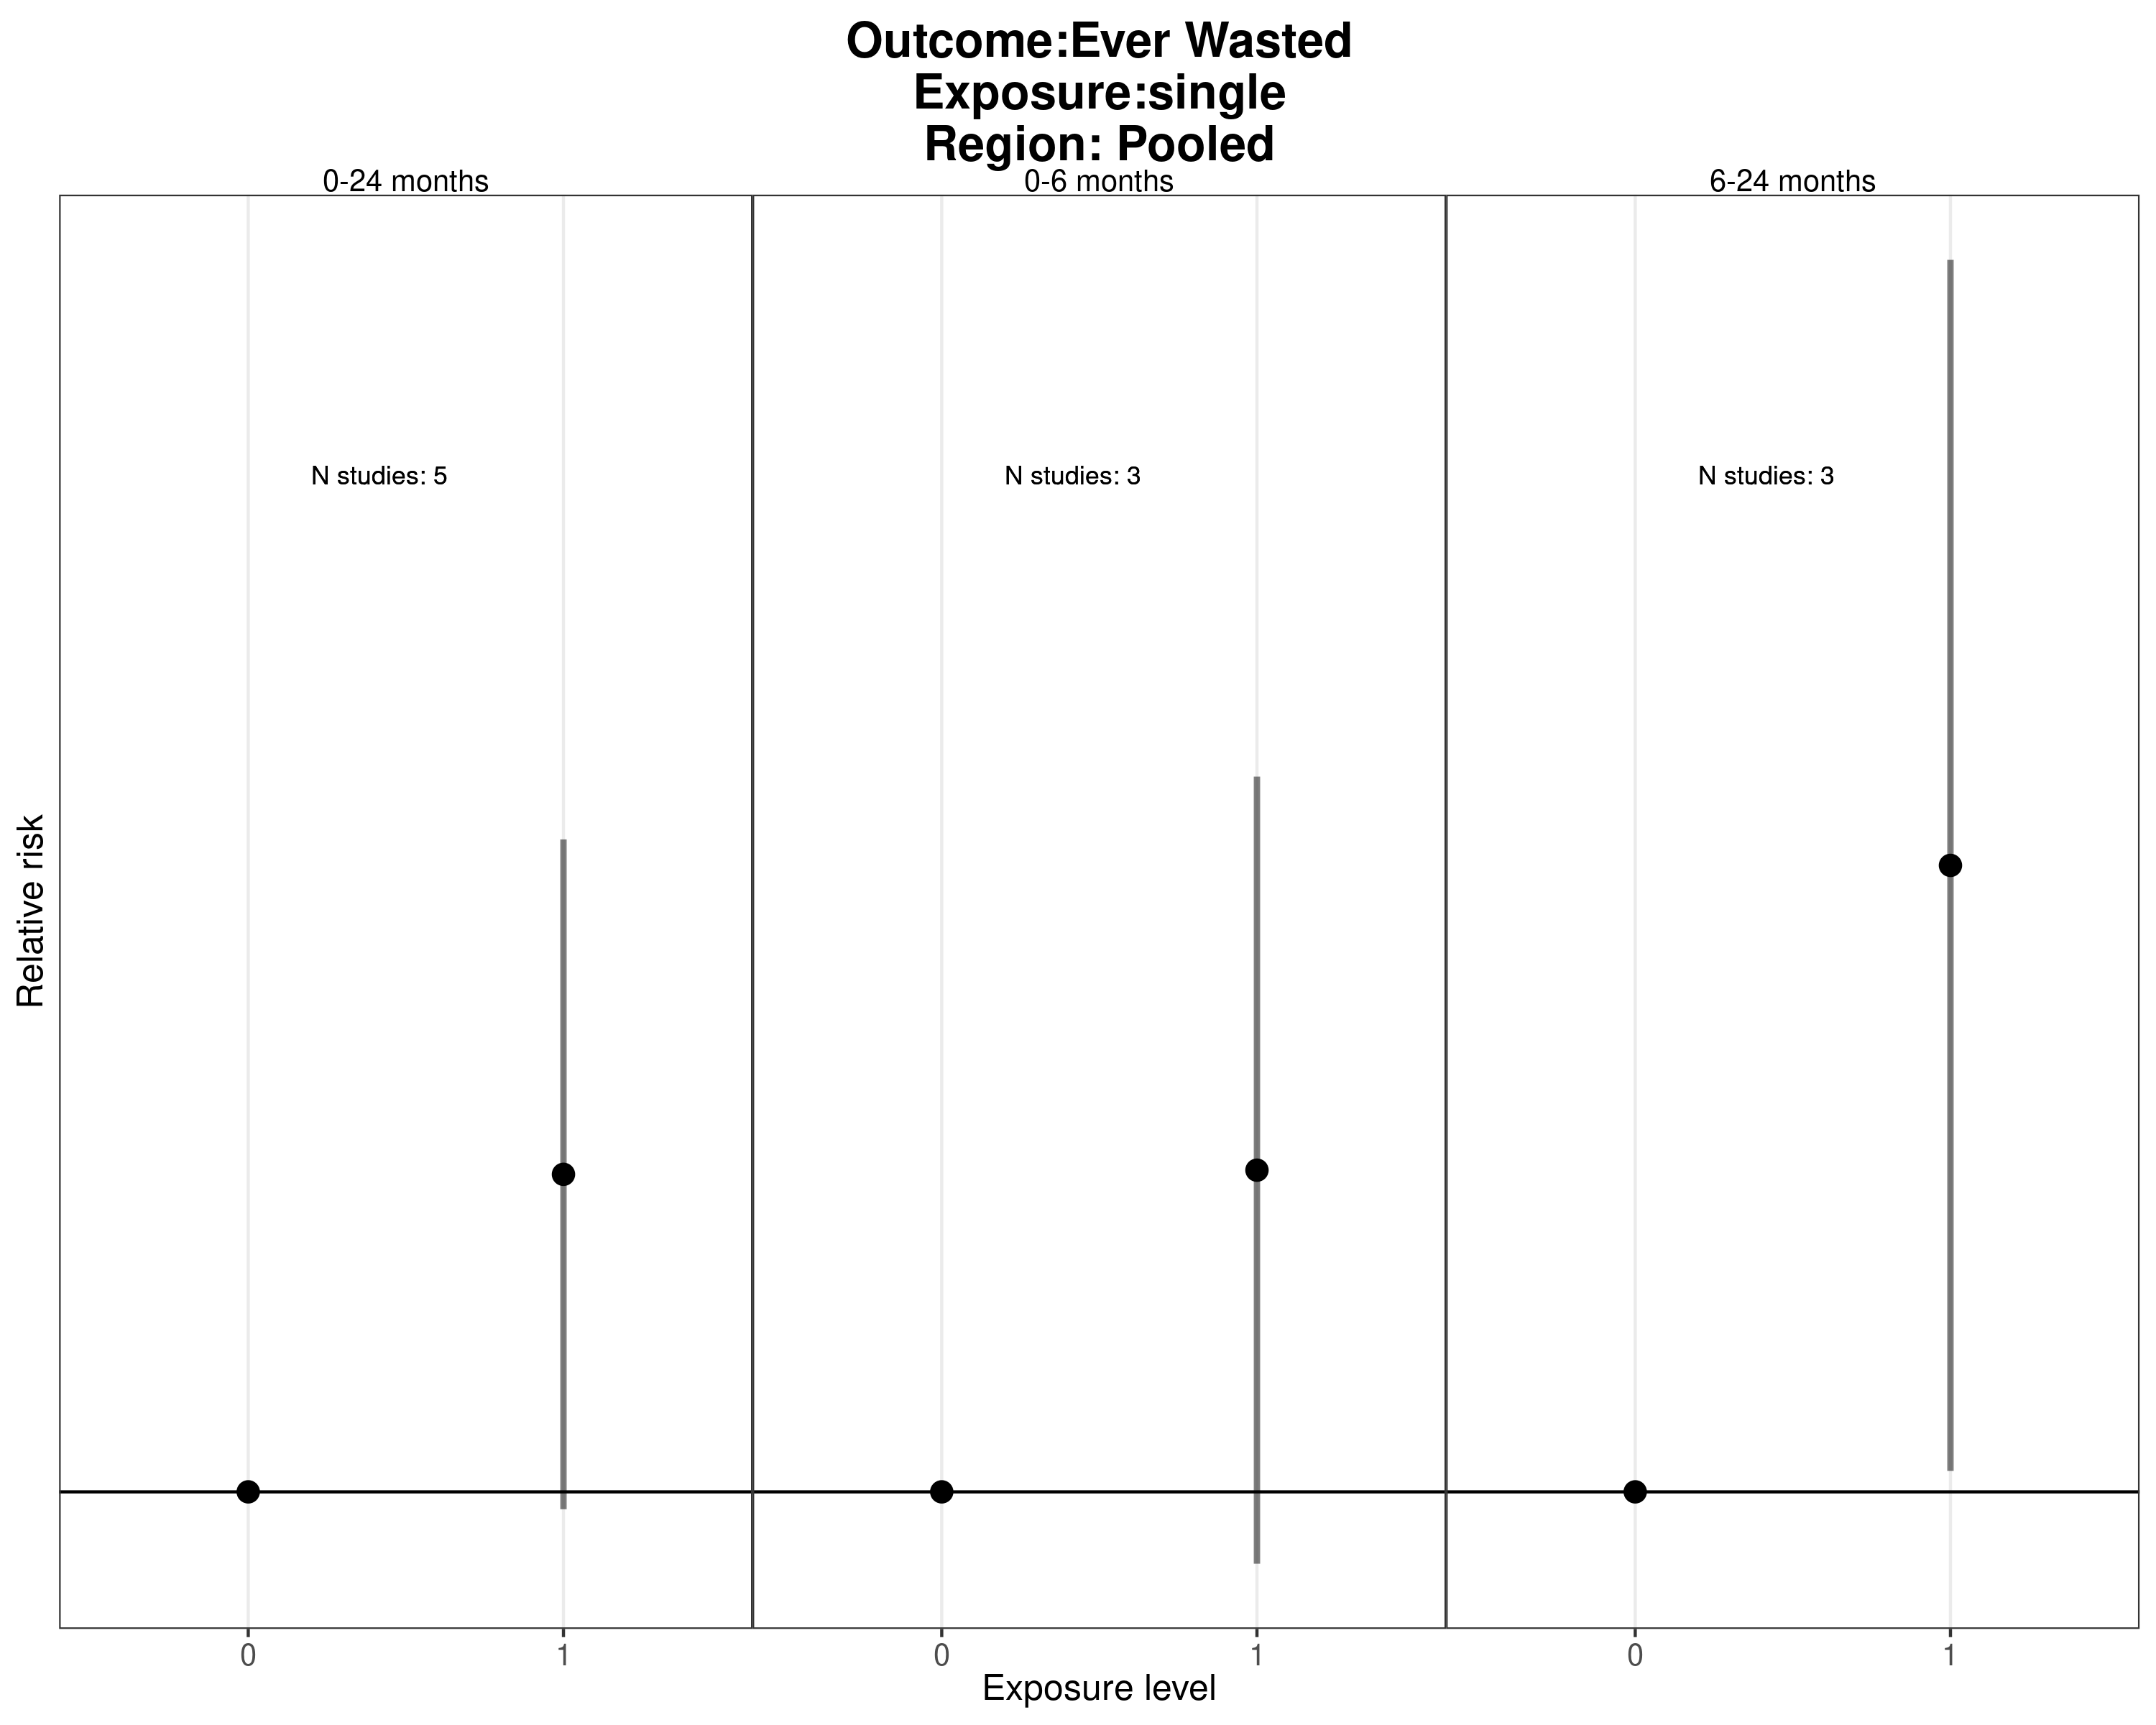 Outcome:Ever Wasted
Exposure:single
Region: Pooled
0-24 months
0-6 months
6-24 months
N studies: 5
N studies: 3
N studies: 3
Relative risk
0
1
0
1
0
1
Exposure level